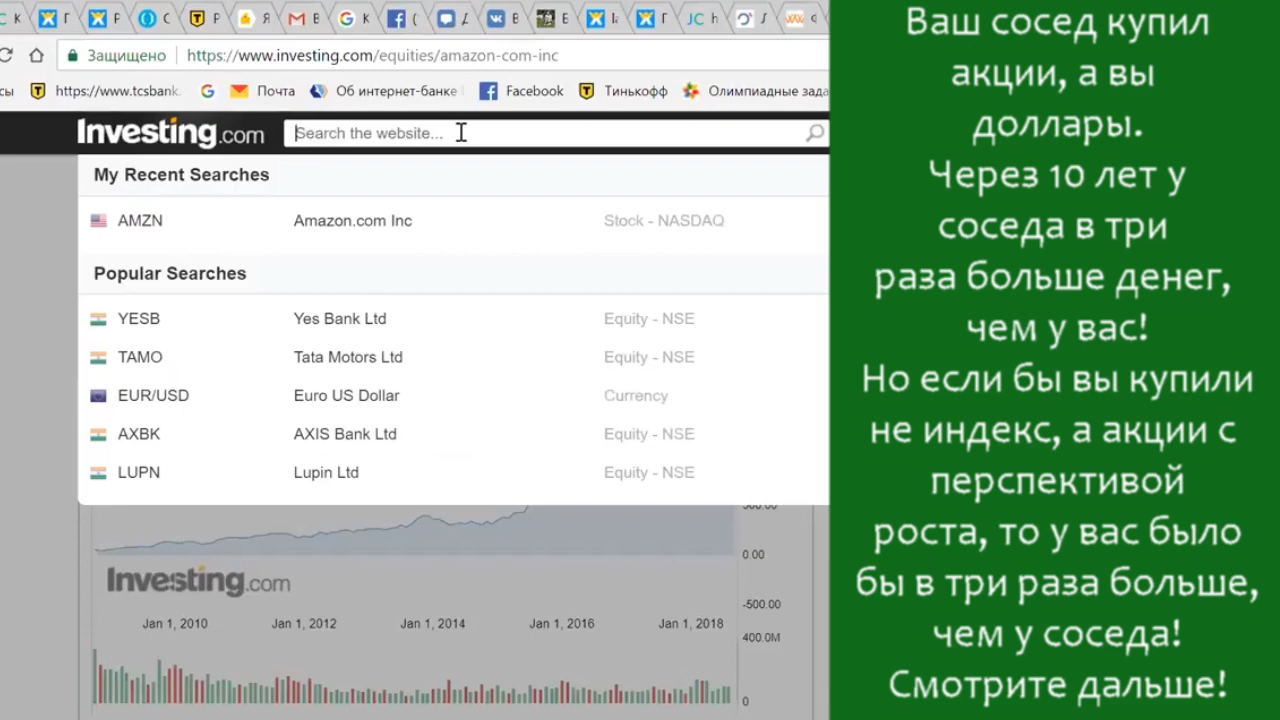 К
Г
Р
С
Р
Я
В
К
(
Д
В
Е
Г
JC h
Защищено
https://www.investing.com/equities/amazon-com-inc
сы
https://www.tcsbank.
Почта
Об интернет-банке
Facebook
Тинькофф
Олимпиадные зада
Investing.com
Search the website...
My Recent Searches
AMZN Amazon.com Inc Stock - NASDAQ
Popular Searches
YESB Yes Bank Ltd Equity - NSE
TAMO Tata Motors Ltd Equity - NSE
EUR/USD Euro US Dollar Currency
AXBK AXIS Bank Ltd Equity - NSE
LUPN Lupin Ltd Equity - NSE
500.00
0.00
Investing.com
-500.00
Jan 1, 2010 Jan 1, 2012 Jan 1, 2014 Jan 1, 2016 Jan 1, 2018
400.0M
0
Ваш сосед купил
акции, а вы
доллары.
Через 10 лет у
соседа в три
раза больше денег,
чем у вас!
Но если бы вы купили
не индекс, а акции с
перспективой
роста, то у вас было
бы в три раза больше,
чем у соседа!
Смотрите дальше!